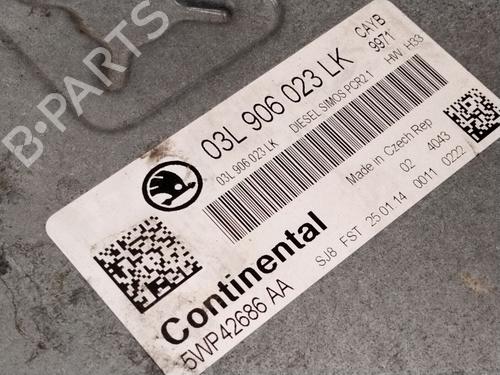 B-PARTS
CAYB
9971
03L 906 023 LK
DIESEL SIMOS PCR2.1
HW H33
03L 906 023 LK
Made in Czech Rep
02 4043
Continental
SJ8 FST 25 01 14 0011 0222
5WP42686 AA